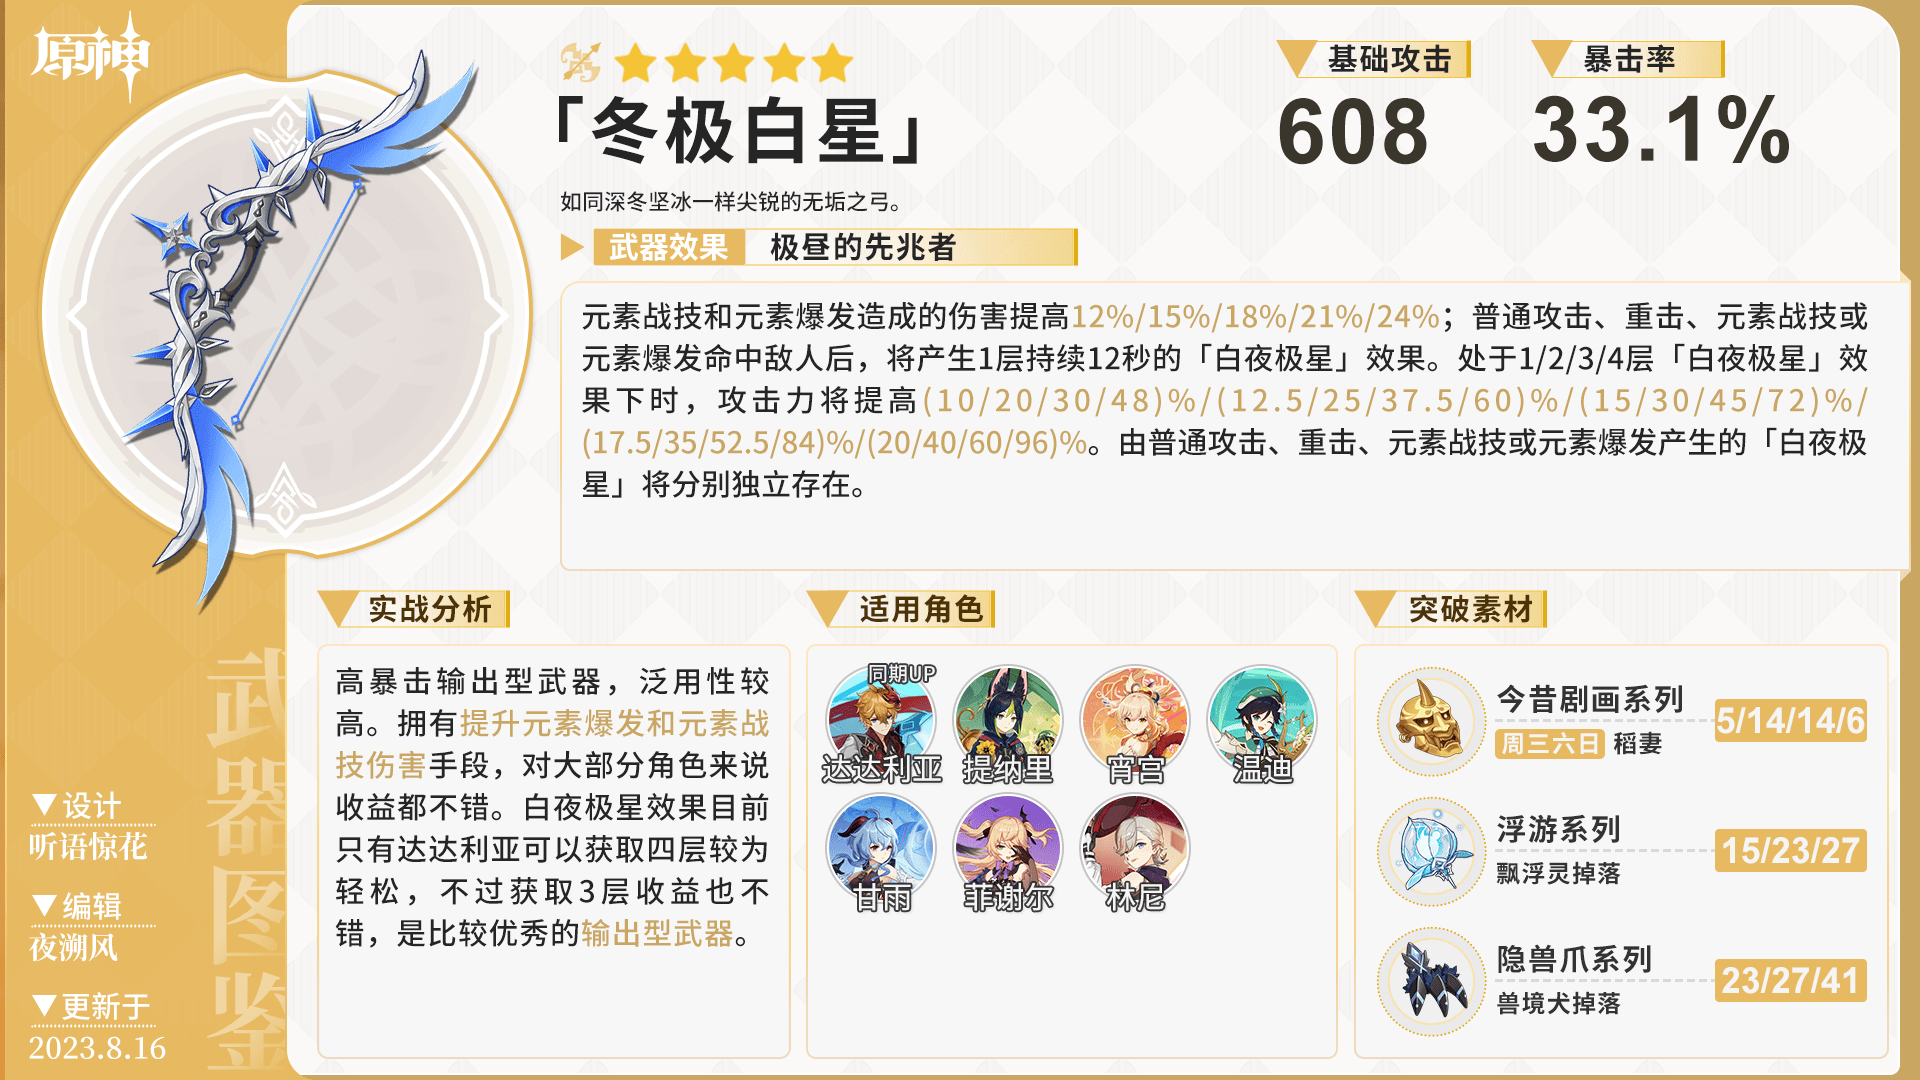 原神
「冬极白星」
如同深冬坚冰一样尖锐的无垢之弓。
基础攻击
608
暴击率
33.1%
武器效果 极昼的先兆者
元素战技和元素爆发造成的伤害提高12%/15%/18%/21%/24%；普通攻击、重击、元素战技或
元素爆发命中敌人后，将产生1层持续12秒的「白夜极星」效果。处于1/2/3/4层「白夜极星」效
果下时，攻击力将提高(10/20/30/48)%/(12.5/25/37.5/60)%/(15/30/45/72)%/
(17.5/35/52.5/84)%/(20/40/60/96)%。由普通攻击、重击、元素战技或元素爆发产生的「白夜极
星」将分别独立存在。
实战分析
高暴击输出型武器，泛用性较
高。拥有提升元素爆发和元素战
技伤害手段，对大部分角色来说
收益都不错。白夜极星效果目前
只有达达利亚可以获取四层较为
轻松，不过获取3层收益也不
错，是比较优秀的输出型武器。
适用角色
同期UP
达达利亚
提纳里
宵宫
温迪
甘雨
菲谢尔
林尼
突破素材
今昔剧画系列
周三六日 稻妻
5/14/14/6
浮游系列
飘浮灵掉落
15/23/27
隐兽爪系列
兽境犬掉落
23/27/41
武器图鉴
▼设计
听语惊花
▼编辑
夜溯风
▼更新于
2023.8.16